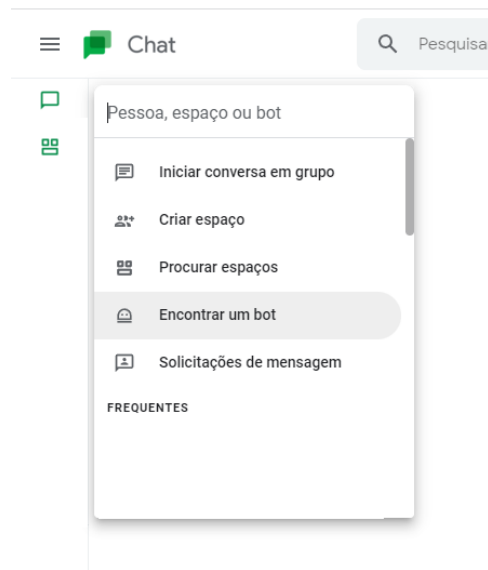 Chat
Pesquisa
Pessoa, espaço ou bot
Iniciar conversa em grupo
Criar espaço
Procurar espaços
Encontrar um bot
Solicitações de mensagem
FREQUENTES